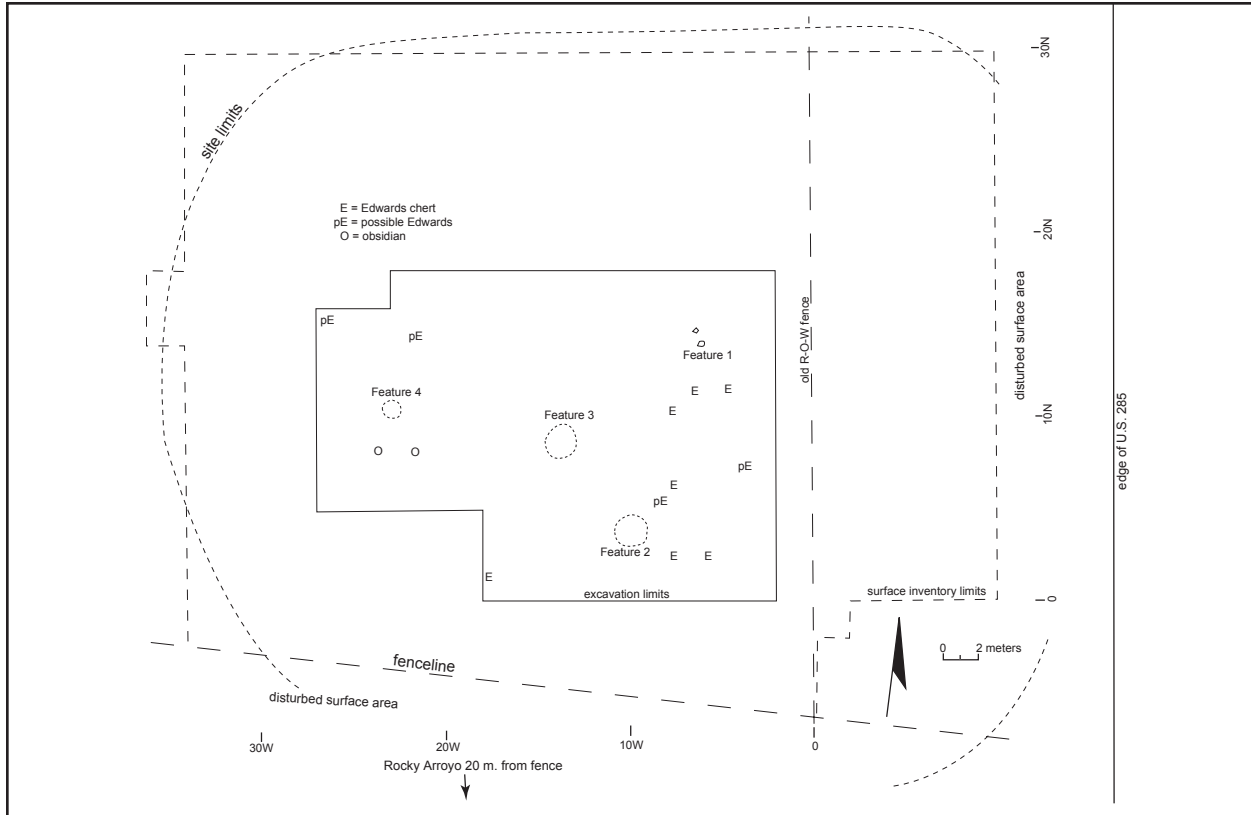 30N
site limits
E = Edwards chert
pE = possible Edwards
O = obsidian
20N
old R-O-W fence
disturbed surface area
edge of U.S. 285
pE
pE
Feature 1
Feature 4
E
E
E
10N
Feature 3
O
O
pE
E
pE
Feature 2
E
E
E
excavation limits
surface inventory limits
0
fenceline
0
2 meters
disturbed surface area
30W
20W
10W
0
Rocky Arroyo 20 m. from fence